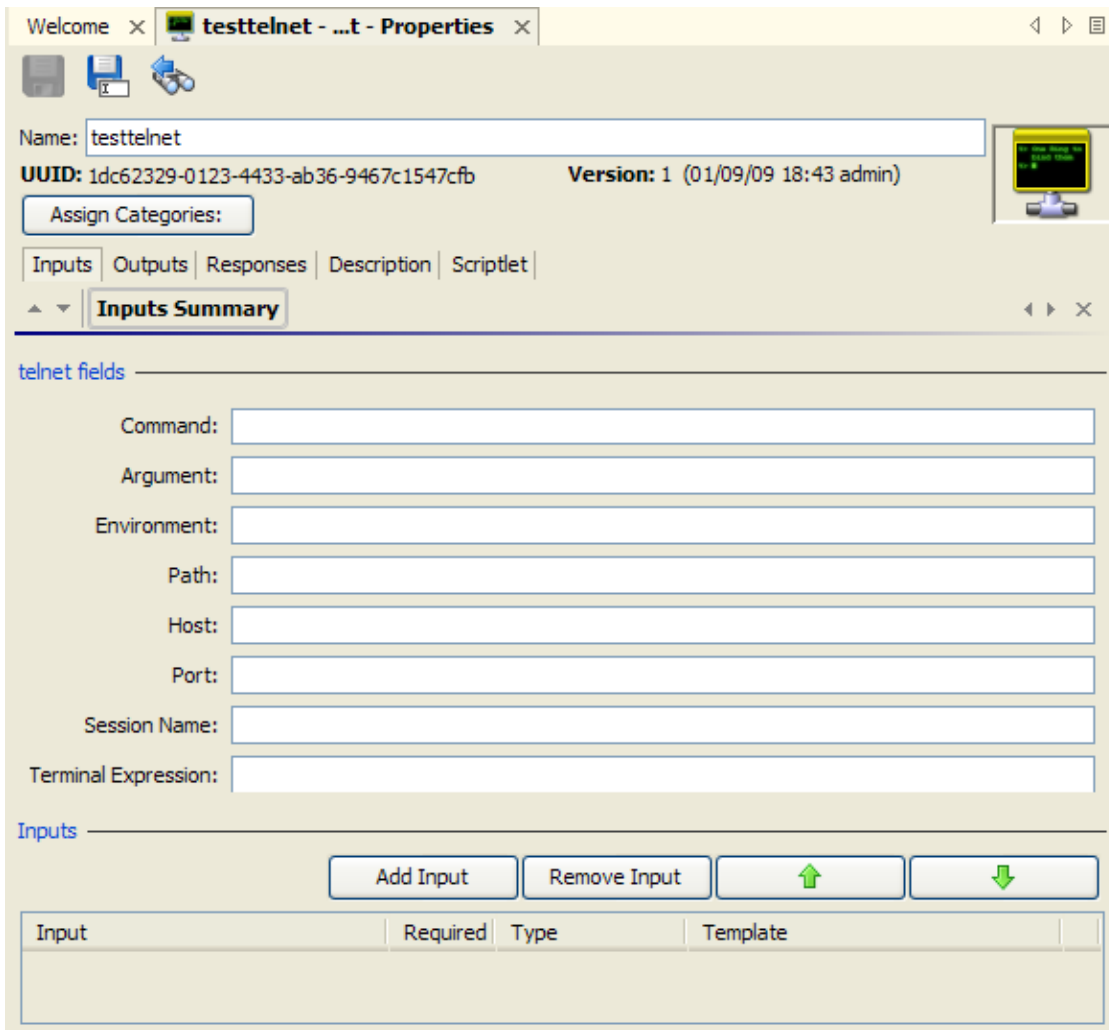 Welcome testtelnet - ...t - Properties
Name: testtelnet
UUID: 1dc62329-0123-4433-ab36-9467c1547cfb Version: 1 (01/09/09 18:43 admin)
Assign Categories:
Inputs Outputs Responses Description Scriptlet
Inputs Summary
telnet fields
Command:
Argument:
Environment:
Path:
Host:
Port:
Session Name:
Terminal Expression:
Inputs
Add Input Remove Input
Input Required Type Template